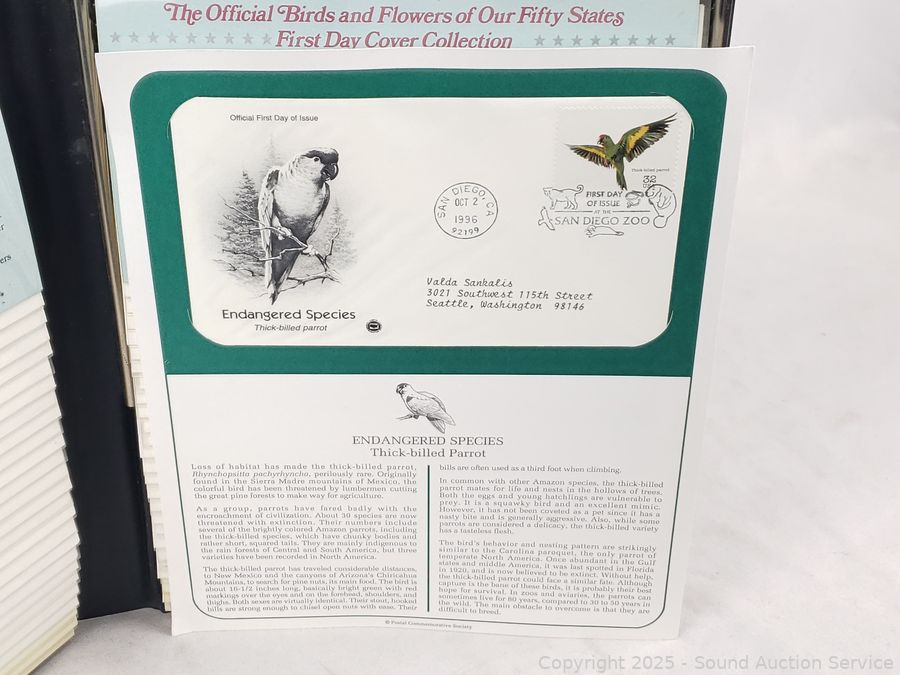 The Official Birds and Flowers of Our Fifty States
First Day Cover Collection
Official First Day of Issue
Thick-billed parrot
32
SAN DIEGO, CA
OCT 2
1996
92199
FIRST DAY
OF ISSUE
AT THE
SAN DIEGO ZOO
Valda Sankalis
3021 Southwest 115th Street
Seattle, Washington 98146
Endangered Species
Thick-billed parrot
ENDANGERED SPECIES
Thick-billed Parrot
Loss of habitat has made the thick-billed parrot,
Rhynchopsitta pachyrhyncha, perilously rare. Originally
found in the Sierra Madre mountains of Mexico, the
colorful bird has been threatened by lumbermen cutting
the great pine forests to make way for agriculture.
As a group, parrots have fared badly with the
encroachment of civilization. About 30 species are now
threatened with extinction. Their numbers include
several of the brightly colored Amazon parrots, including
the thick-billed species, which have chunky bodies and
rather short, squared tails. They are mainly indigenous to
the rain forests of Central and South America, but three
varieties have been recorded in North America.
The thick-billed parrot has traveled considerable distances,
to New Mexico and the canyons of Arizona's Chiricahua
Mountains, to search for pine nuts, its main food. The bird is
about 16-1/2 inches long, basically bright green with red
markings over the eyes and on the forehead, shoulders, and
thighs. Both sexes are virtually identical. Their stout, hooked
bills are strong enough to chisel open nuts with ease. Their
bills are often used as a third foot when climbing.
In common with other Amazon species, the thick-billed
parrot mates for life and nests in the hollows of trees.
Both the eggs and young hatchlings are vulnerable to
prey. It is a squawky bird and an excellent mimic.
However, it has not been coveted as a pet since it has a
nasty bite and is generally aggressive. Also, while some
parrots are considered a delicacy, the thick-billed variety
has a tasteless flesh.
The bird's behavior and nesting pattern are strikingly
similar to the Carolina paroquet, the only parrot of
temperate North America. Once abundant in the Gulf
states and middle America, it was last spotted in Florida
in 1920, and is now believed to be extinct. Without help,
the thick-billed parrot could face a similar fate. Although
capture is the bane of these birds, it is probably their best
hope for survival. In zoos and aviaries, the parrots can
sometimes live for 80 years, compared to 30 to 50 years in
the wild. The main obstacle to overcome is that they are
difficult to breed.
© Postal Commemorative Society
Copyright 2025 - Sound Auction Service